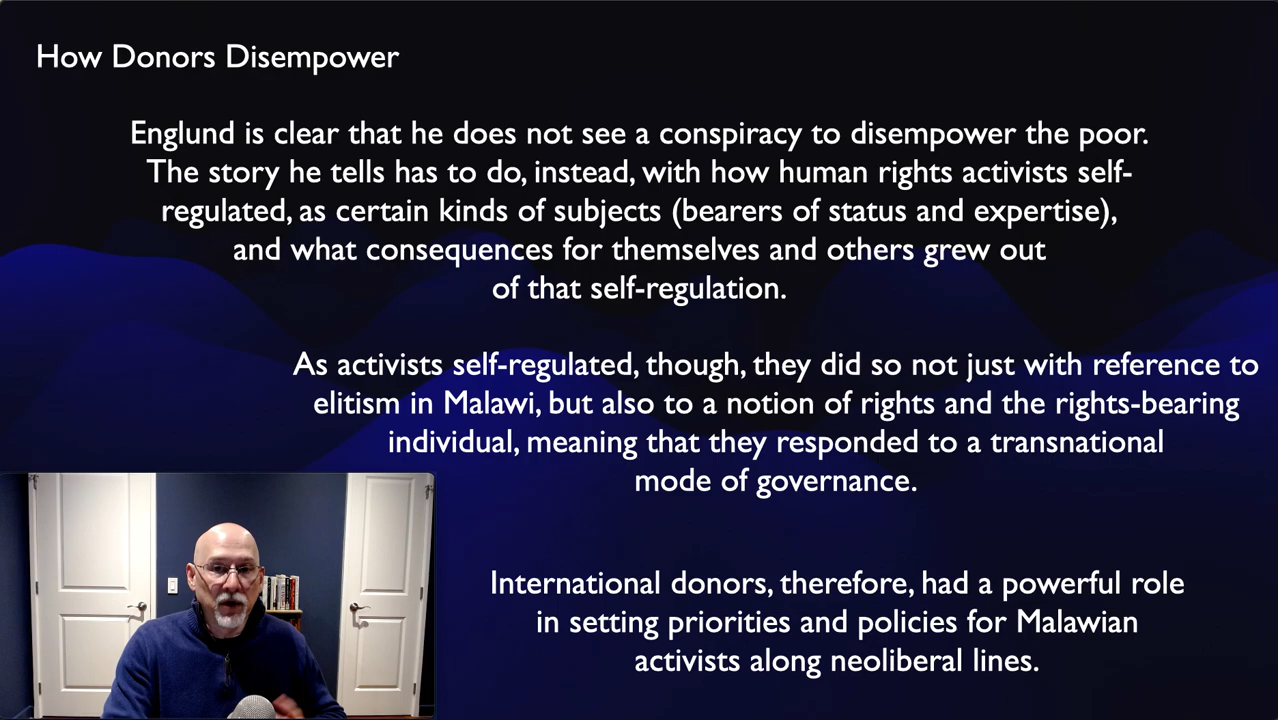 How Donors Disempower
Englund is clear that he does not see a conspiracy to disempower the poor.
The story he tells has to do, instead, with how human rights activists self-
regulated, as certain kinds of subjects (bearers of status and expertise),
and what consequences for themselves and others grew out
of that self-regulation.
As activists self-regulated, though, they did so not just with reference to
elitism in Malawi, but also to a notion of rights and the rights-bearing
individual, meaning that they responded to a transnational
mode of governance.
International donors, therefore, had a powerful role
in setting priorities and policies for Malawian
activists along neoliberal lines.